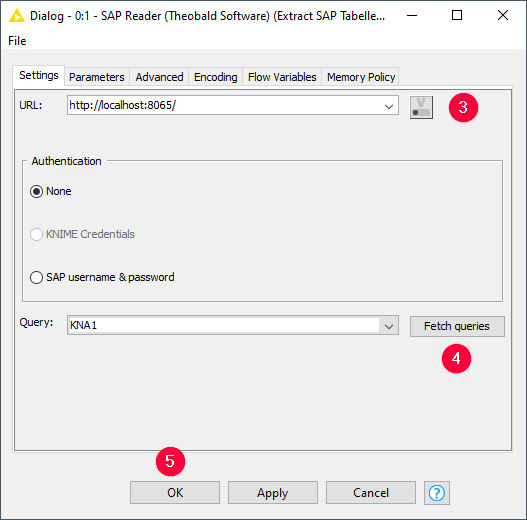 Dialog - 0:1 - SAP Reader (Theobald Software) (Extract SAP Tabelle...
File
Settings Parameters Advanced Encoding Flow Variables Memory Policy
URL: http://localhost:8065/ V 3
Authentication
None
KNIME Credentials
SAP username & password
Query: KNA1 Fetch queries
4
5
OK Apply Cancel ?